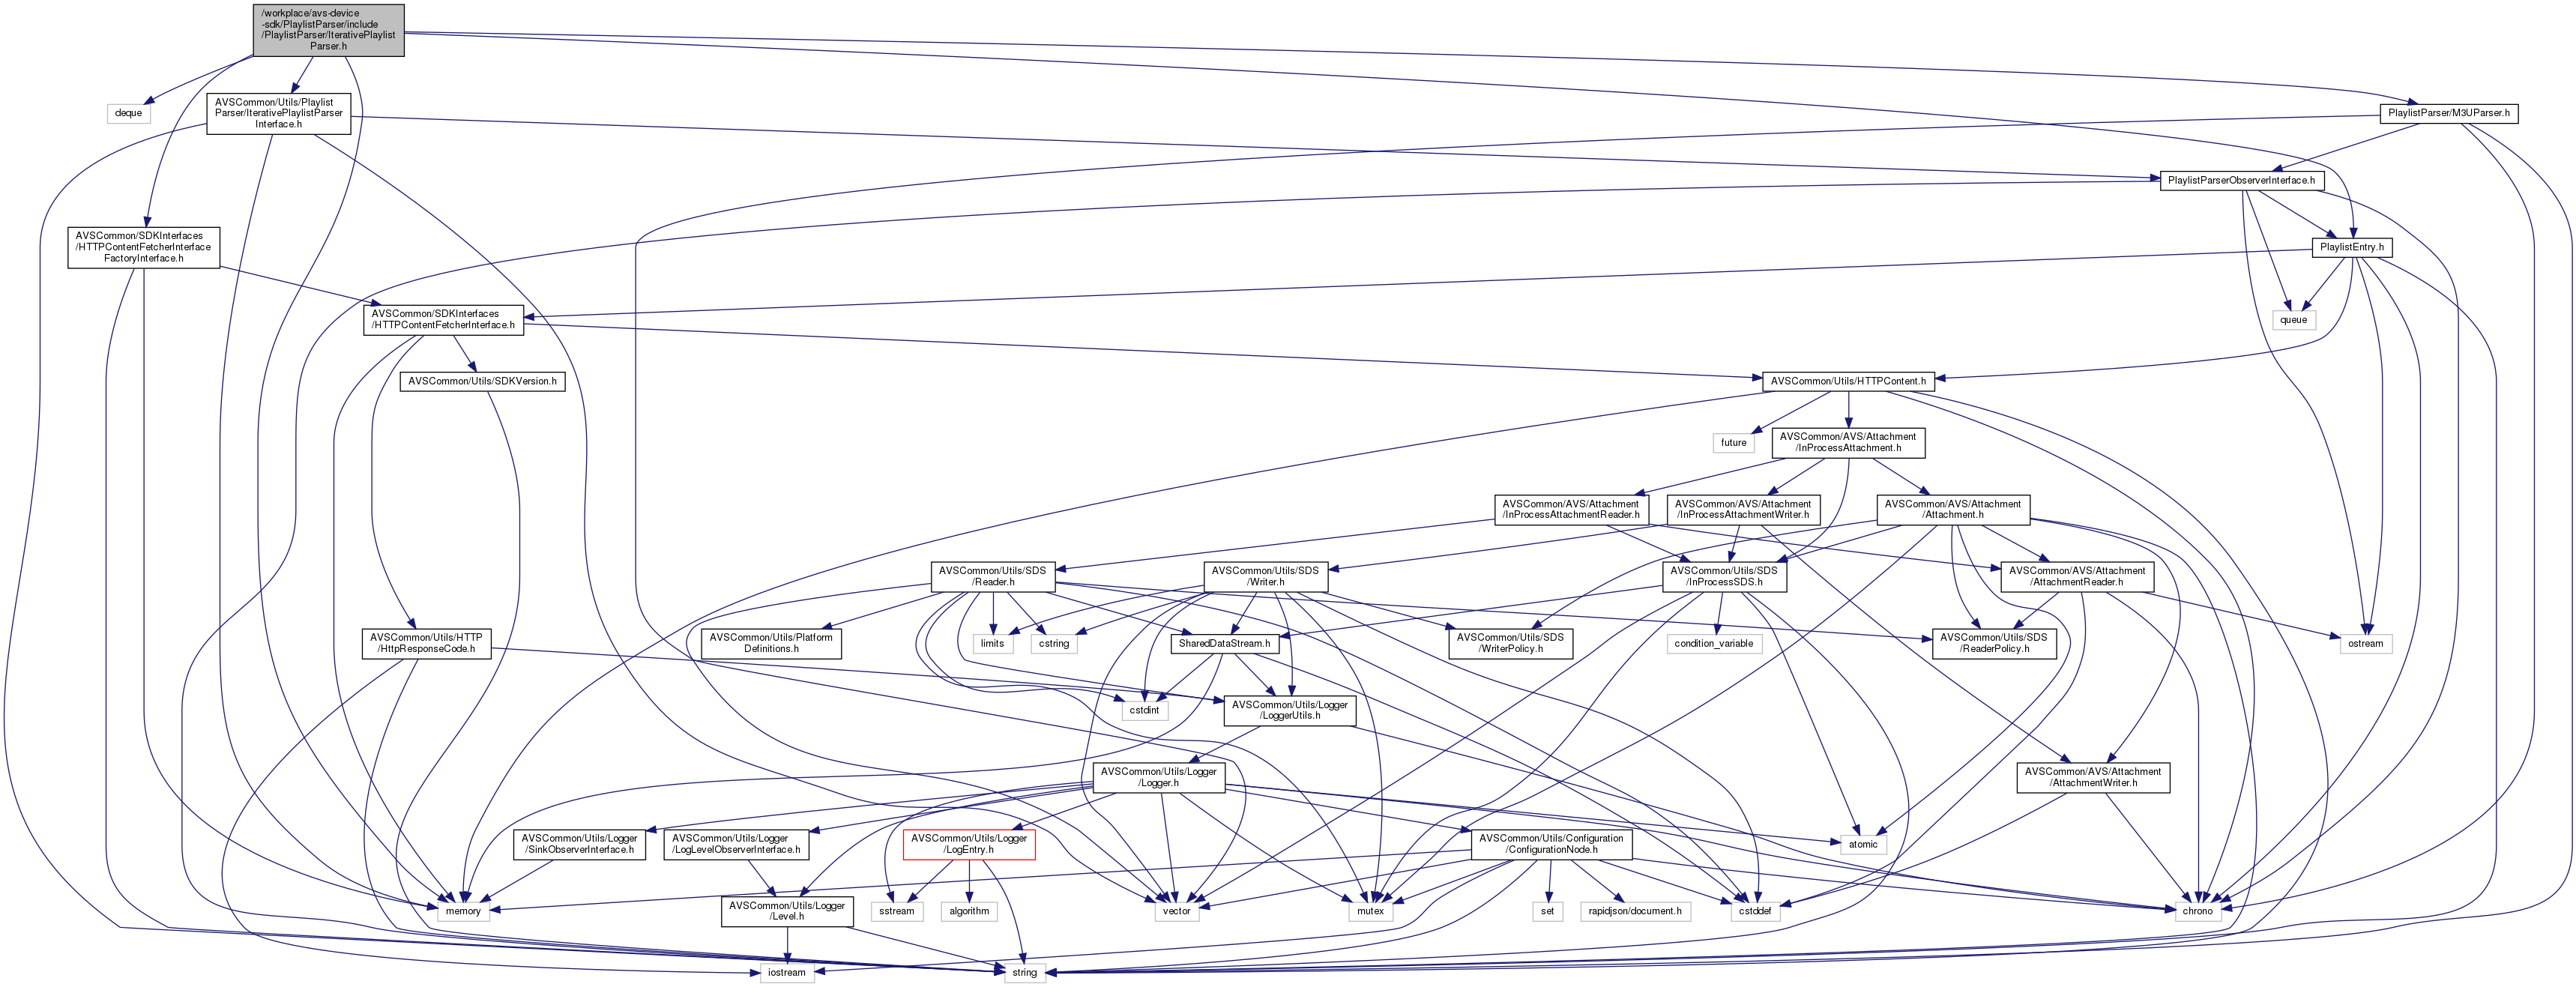 /workplace/avs-device
-sdk/PlaylistParser/include
/PlaylistParser/IterativePlaylist
Parser.h
deque
AVSCommon/Utils/Playlist
Parser/IterativePlaylistParser
Interface.h
PlaylistParser/M3UParser.h
PlaylistParserObserverInterface.h
AVSCommon/SDKInterfaces
/HTTPContentFetcherInterface
FactoryInterface.h
PlaylistEntry.h
AVSCommon/SDKInterfaces
/HTTPContentFetcherInterface.h
queue
AVSCommon/Utils/SDKVersion.h
AVSCommon/Utils/HTTPContent.h
future
AVSCommon/AVS/Attachment
/InProcessAttachment.h
AVSCommon/AVS/Attachment
/InProcessAttachmentReader.h
AVSCommon/AVS/Attachment
/InProcessAttachmentWriter.h
AVSCommon/AVS/Attachment
/Attachment.h
AVSCommon/Utils/SDS
/Reader.h
AVSCommon/Utils/SDS
/Writer.h
AVSCommon/Utils/SDS
/InProcessSDS.h
AVSCommon/AVS/Attachment
/AttachmentReader.h
AVSCommon/Utils/HTTP
/HttpResponseCode.h
AVSCommon/Utils/Platform
Definitions.h
limits
cstring
SharedDataStream.h
AVSCommon/Utils/SDS
/WriterPolicy.h
condition_variable
AVSCommon/Utils/SDS
/ReaderPolicy.h
ostream
cstdint
AVSCommon/Utils/Logger
/LoggerUtils.h
AVSCommon/Utils/Logger
/Logger.h
AVSCommon/AVS/Attachment
/AttachmentWriter.h
AVSCommon/Utils/Logger
/SinkObserverInterface.h
AVSCommon/Utils/Logger
/LogLevelObserverInterface.h
AVSCommon/Utils/Logger
/LogEntry.h
AVSCommon/Utils/Configuration
/ConfigurationNode.h
atomic
memory
AVSCommon/Utils/Logger
/Level.h
sstream
algorithm
vector
mutex
set
rapidjson/document.h
cstddef
chrono
iostream
string